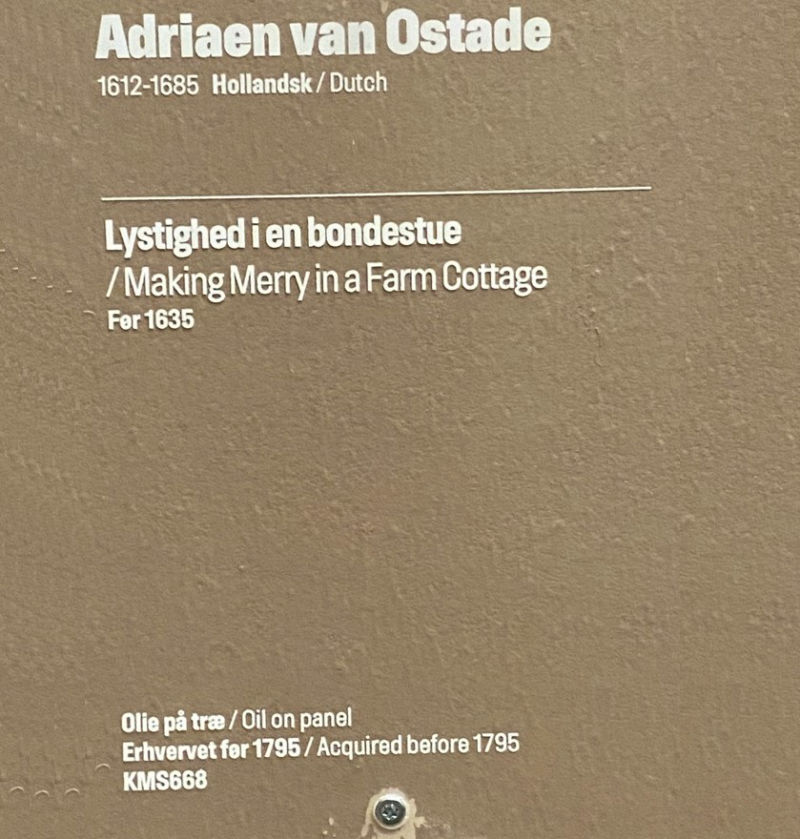 Adriaen van Ostade
1612-1685 Hollandsk / Dutch
Lystighed i en bondestue
/ Making Merry in a Farm Cottage
Før 1635
Olie på træ / Oil on panel
Erhvervet før 1795 / Acquired before 1795
KMS668